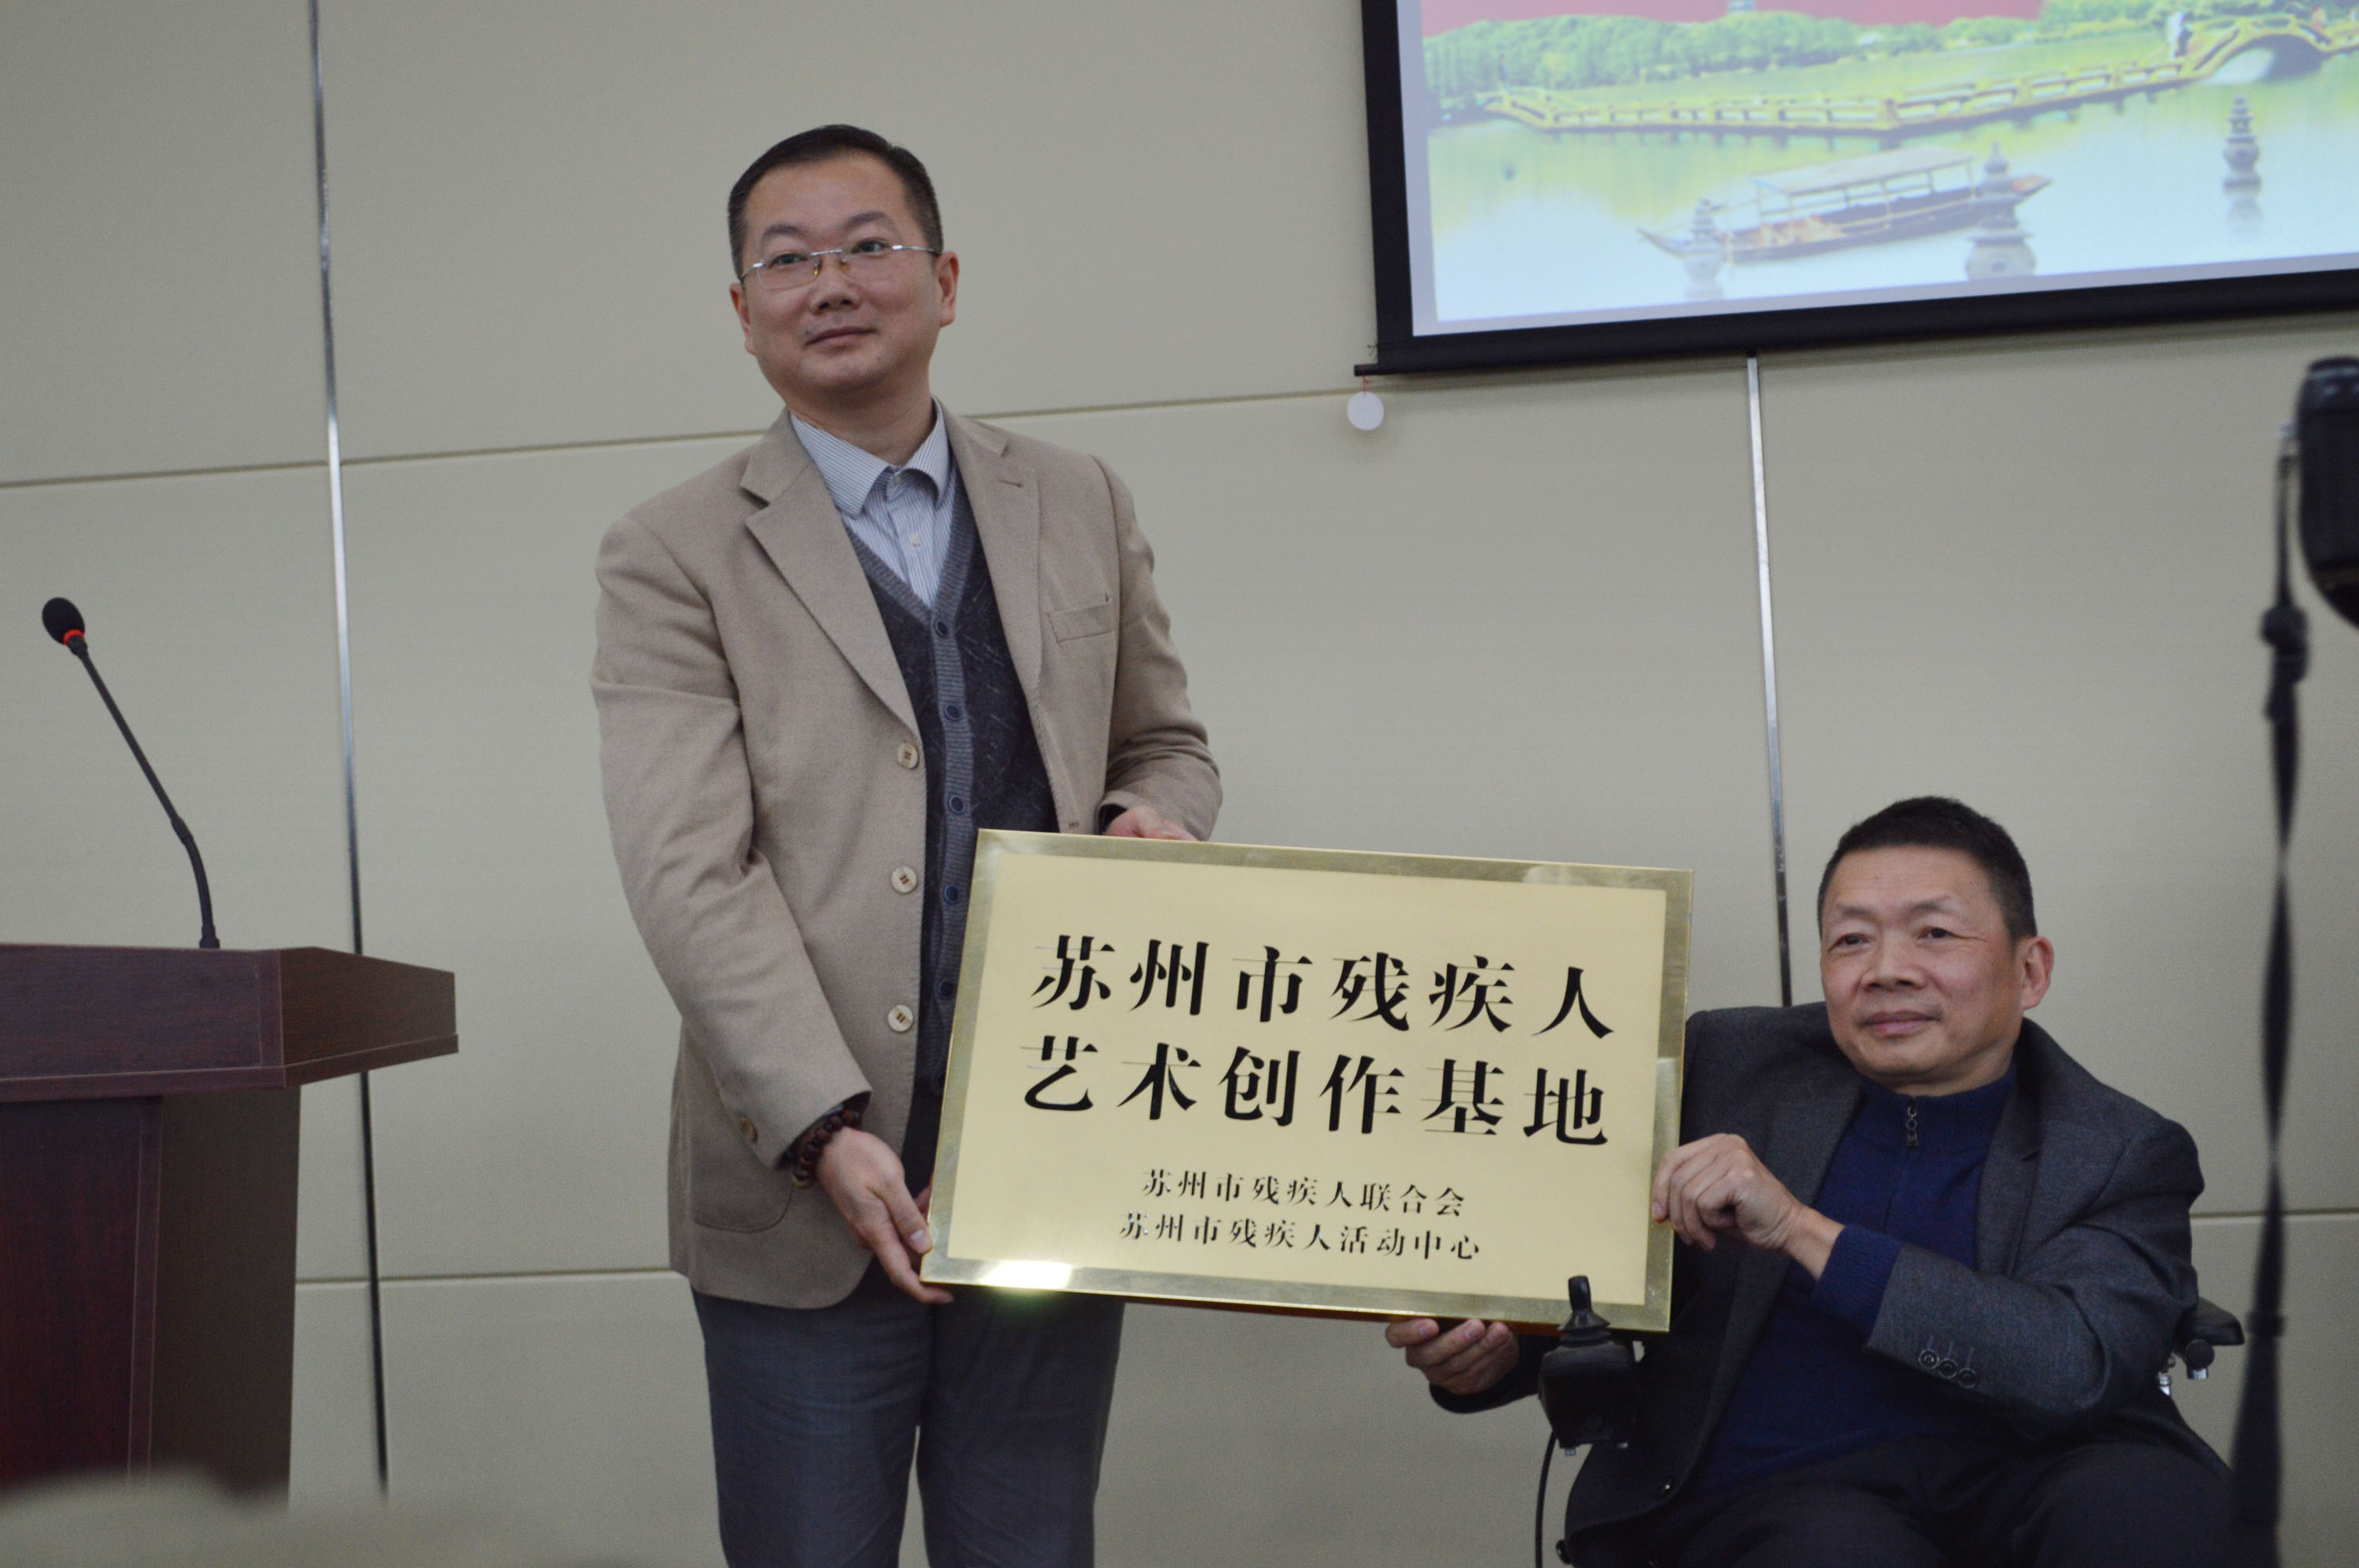 苏州市残疾人
艺术创作基地
苏州市残疾人联合会
苏州市残疾人活动中心